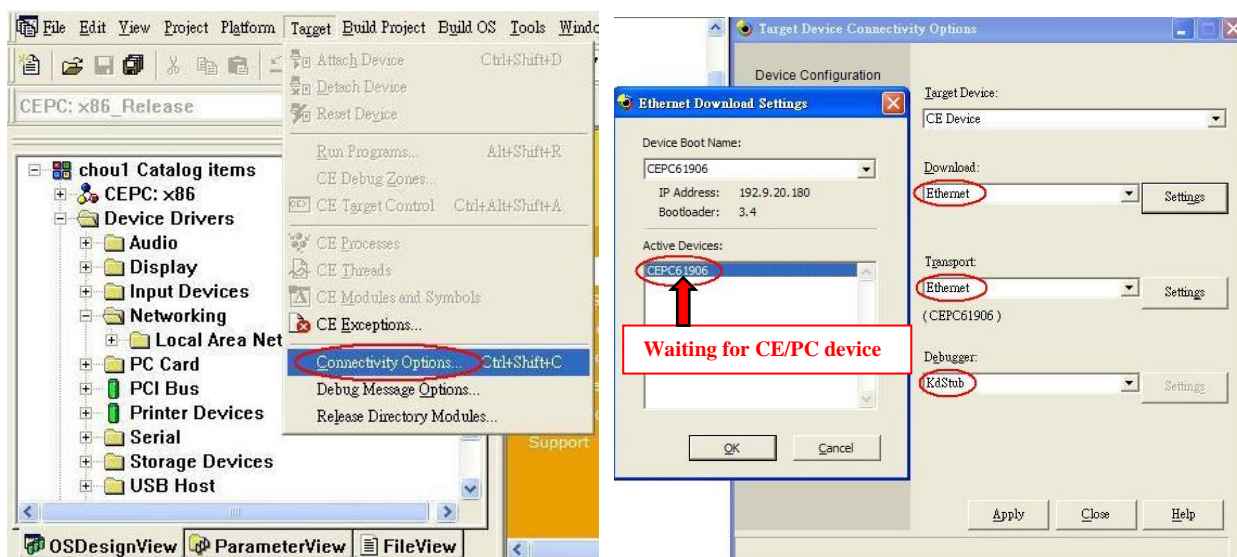 File Edit View Project Platform Target Build Project Build OS Tools
CEPC: x86_Release
Attach Device Ctrl+Shift+D
Detach Device
Reset Device
Run Programs... Alt+Shift+R
CE Debug Zones...
CE Target Control Ctrl+Alt+Shift+A
CE Processes
CE Threads
CE Modules and Symbols
CE Exceptions...
Connectivity Options... Ctrl+Shift+C
Debug Message Options...
Release Directory Modules...
chou1 Catalog items
CEPC: x86
Device Drivers
Audio
Display
Input Devices
Networking
Local Area Net
PC Card
PCI Bus
Printer Devices
Serial
Storage Devices
USB Host
Support
OSDesignView ParameterView FileView
Target Device Connectivity Options
Device Configuration
Ethernet Download Settings
Device Boot Name:
CEPC61906
IP Address: 192.9.20.180
Bootloader: 3.4
Active Devices:
CEPC61906
Waiting for CE/PC device
OK Cancel
Target Device:
CE Device
Download:
Ethernet Settings
Transport:
Ethernet Settings
(CEPC61906)
Debugger:
KdStub Settings
Apply Close Help